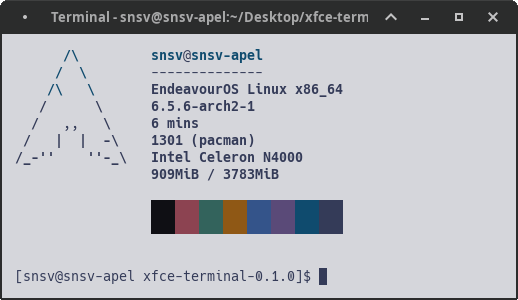 Terminal - snsv@snsv-apel:~/Desktop/xfce-term
snsv@snsv-apel
--------------
EndeavourOS Linux x86_64
6.5.6-arch2-1
6 mins
1301 (pacman)
Intel Celeron N4000
909MiB / 3783MiB
[snsv@snsv-apel xfce-terminal-0.1.0]$